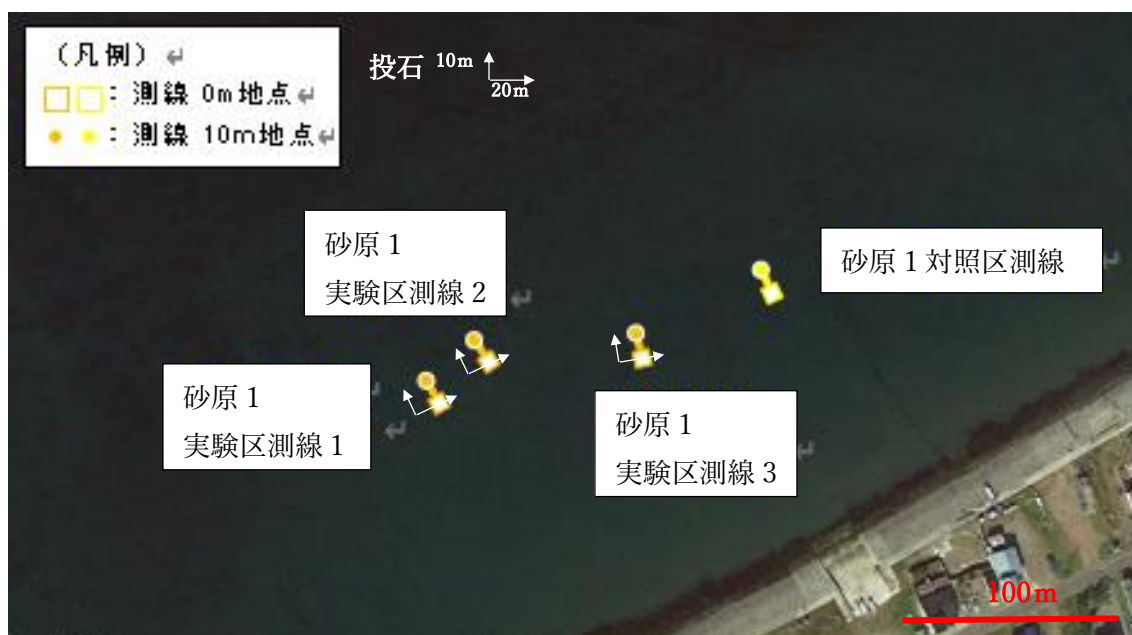 （凡例）↵
□□：測線 0m地点↵
● ●：測線 10m地点↵
投石 10m
20m
砂原 1
実験区測線 2
↵
砂原 1 対照区測線
↵
砂原 1
実験区測線 1
↵
↵
砂原 1
実験区測線 3
↵
100m